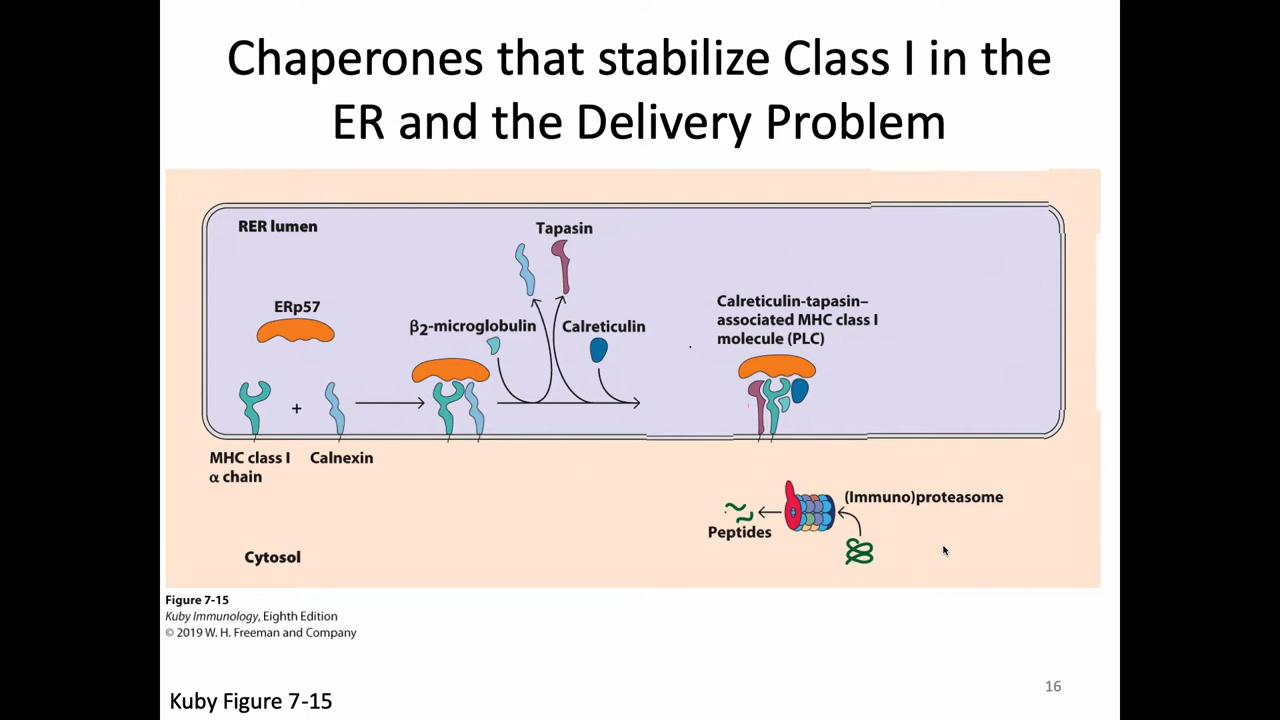 Chaperones that stabilize Class I in the
ER and the Delivery Problem
RER lumen
Tapasin
ERp57
β2-microglobulin
Calreticulin
Calreticulin-tapasin–
associated MHC class I
molecule (PLC)
+
MHC class I
α chain
Calnexin
(Immuno)proteasome
Peptides
Cytosol
Figure 7-15
Kuby Immunology, Eighth Edition
© 2019 W. H. Freeman and Company
16
Kuby Figure 7-15